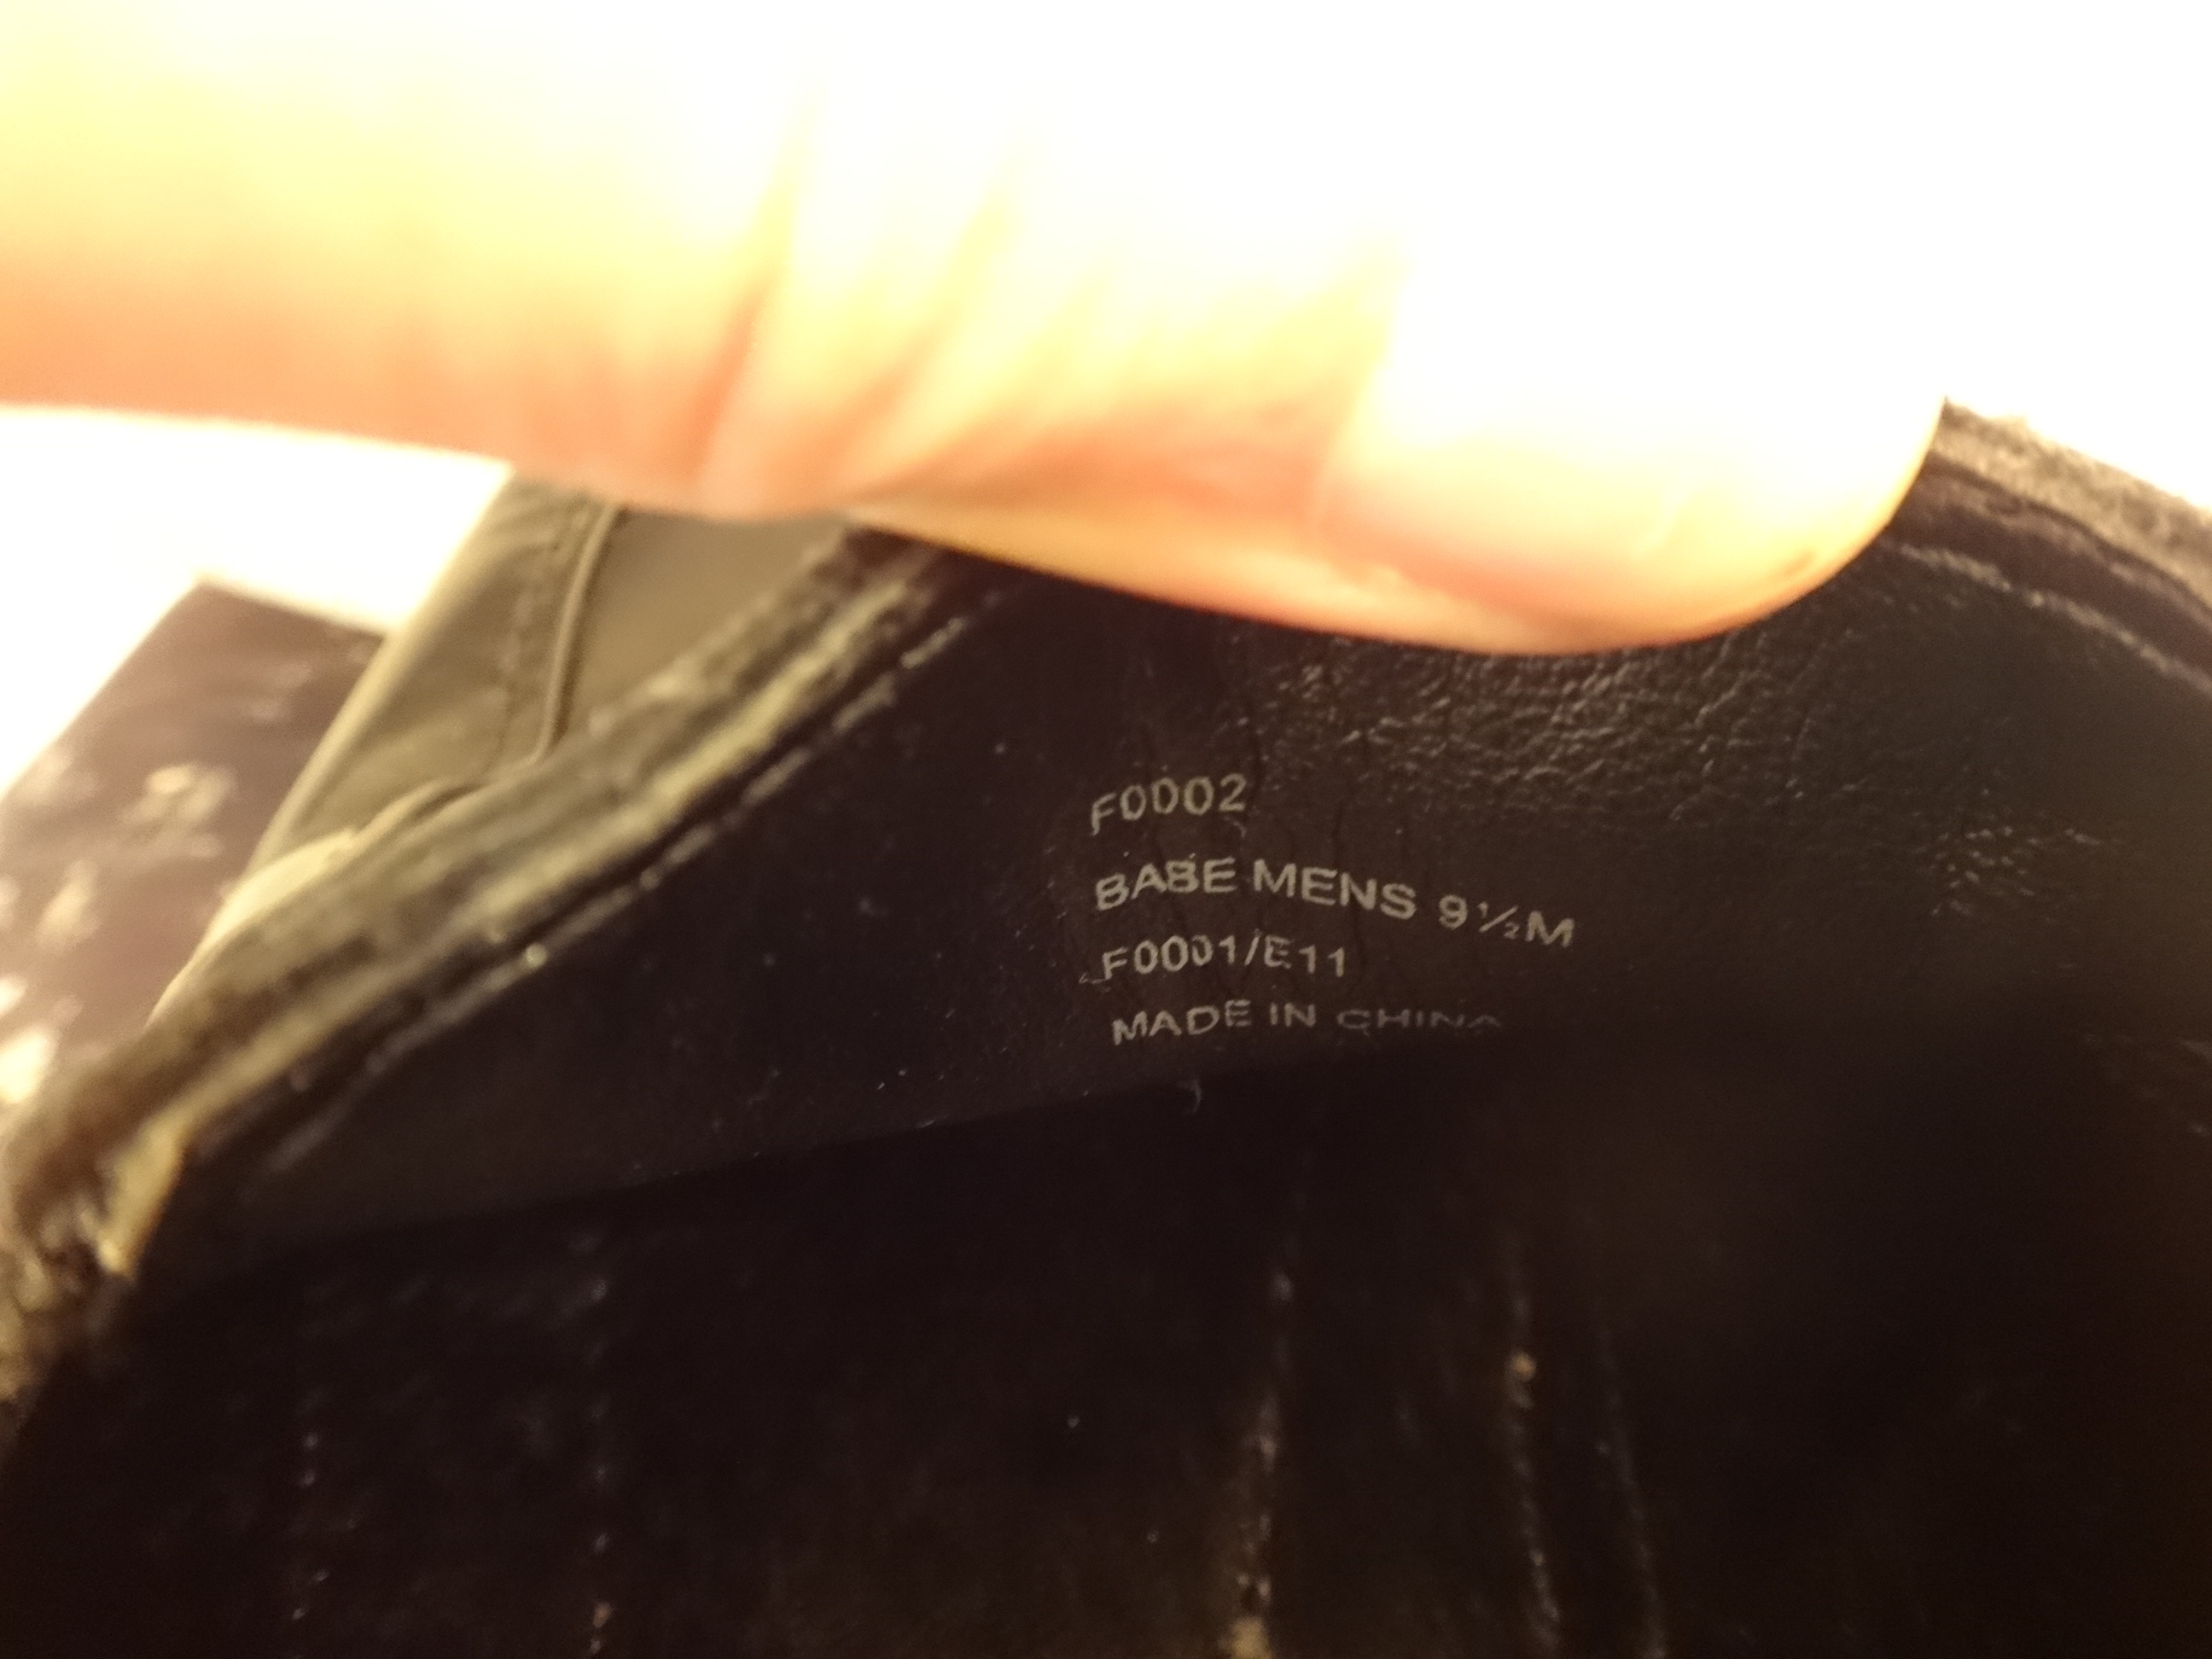 F0002
BABE MENS 9½M
F0001/E11
MADE IN CHINA